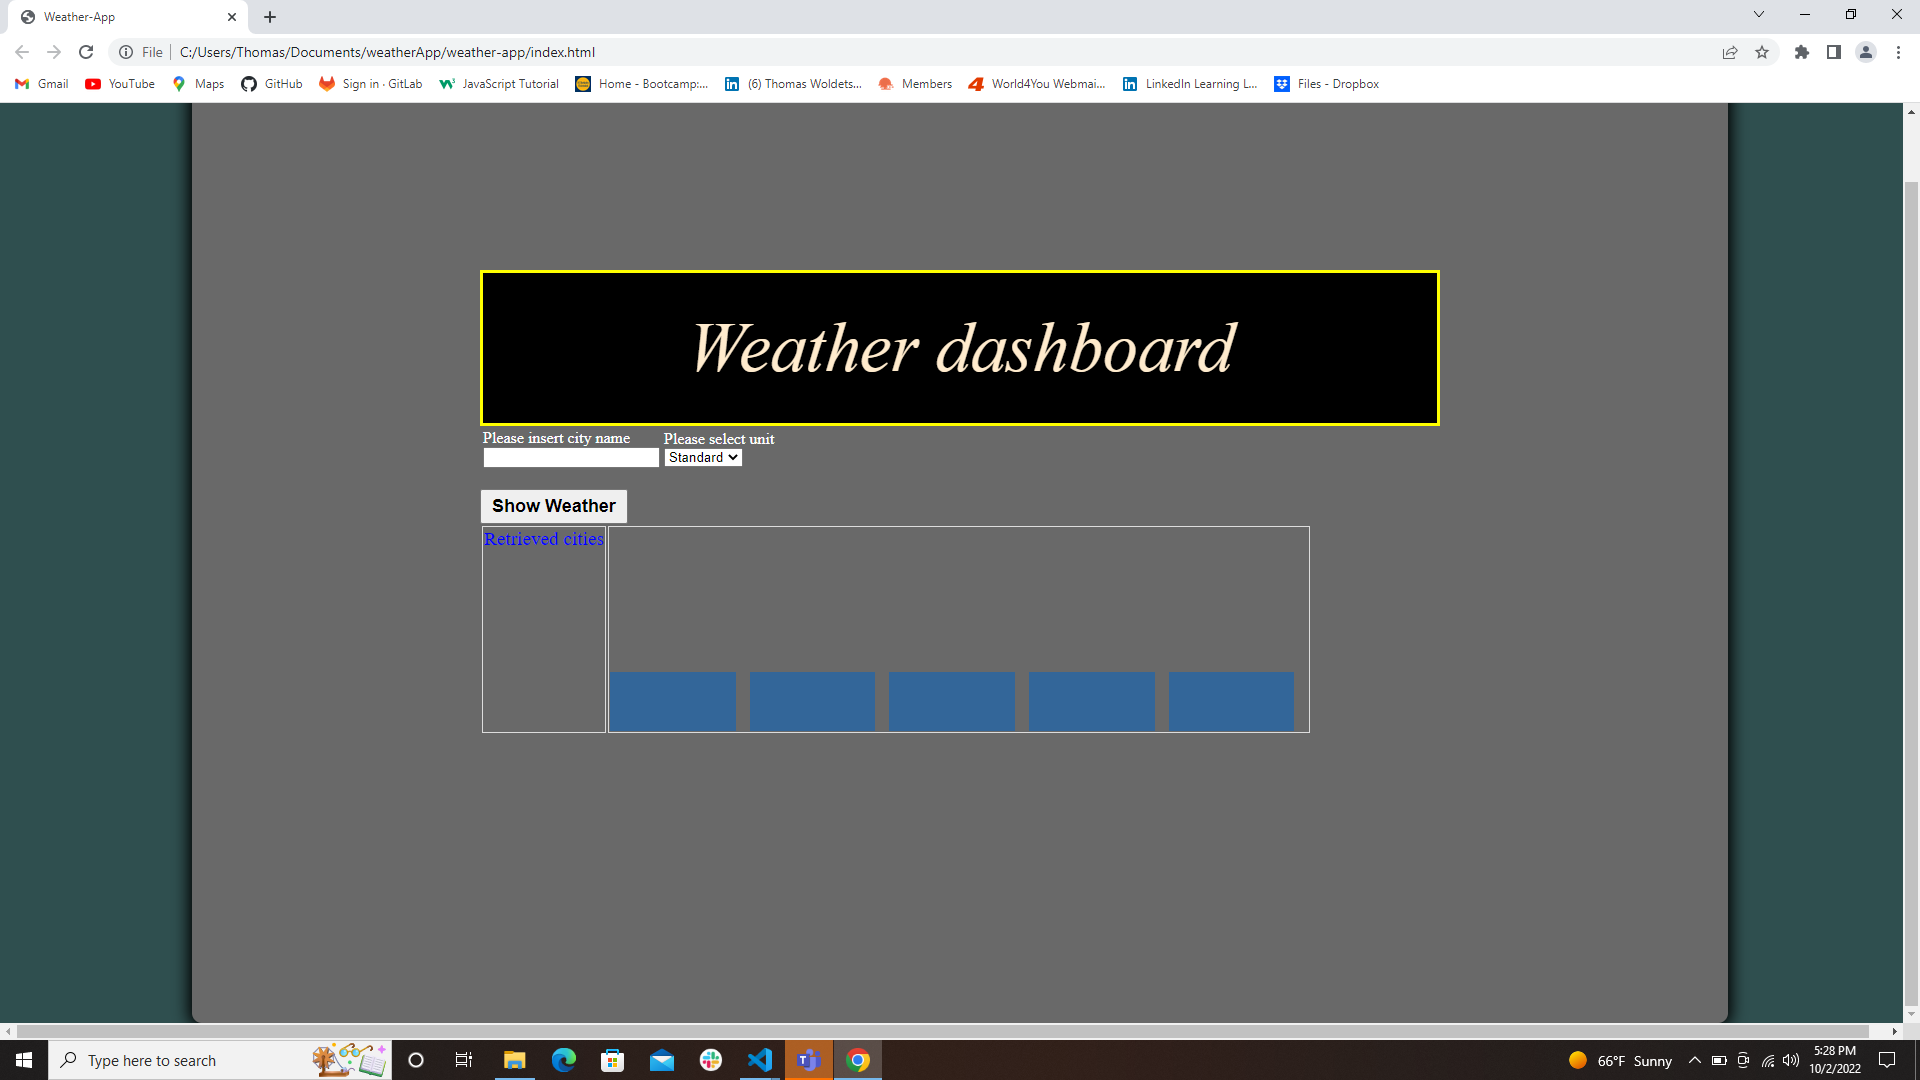 Weather-App
File
C:/Users/Thomas/Documents/weatherApp/weather-app/index.html
Gmail
YouTube
Maps
GitHub
Sign in · GitLab
JavaScript Tutorial
Home - Bootcamp:...
(6) Thomas Woldets...
Members
World4You Webmai...
LinkedIn Learning L...
Files - Dropbox
Weather dashboard
Please insert city name
Please select unit
Standard
Show Weather
Retrieved cities
Type here to search
66°F Sunny
5:28 PM
10/2/2022